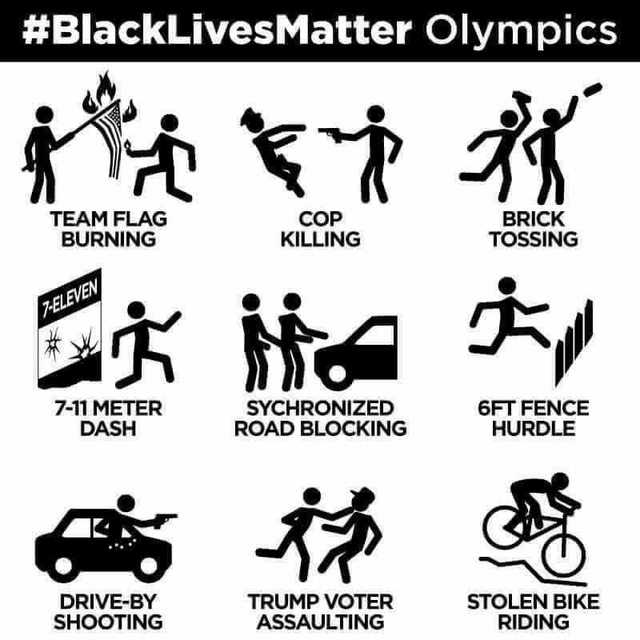 #BlackLivesMatter Olympics
TEAM FLAG
BURNING
COP
KILLING
BRICK
TOSSING
7-ELEVEN
7-11 METER
DASH
SYCHRONIZED
ROAD BLOCKING
6FT FENCE
HURDLE
DRIVE-BY
SHOOTING
TRUMP VOTER
ASSAULTING
STOLEN BIKE
RIDING